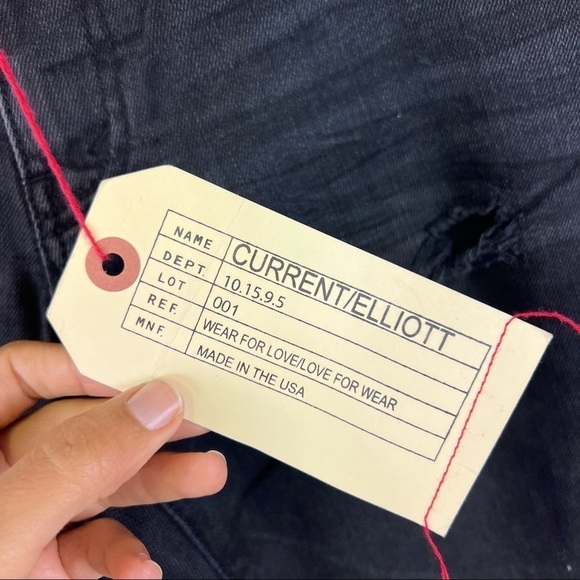 NAME CURRENT/ELLIOTT
DEPT. 10.15.9.5
LOT 001
REF. WEAR FOR LOVE/LOVE FOR WEAR
MNF. MADE IN THE USA